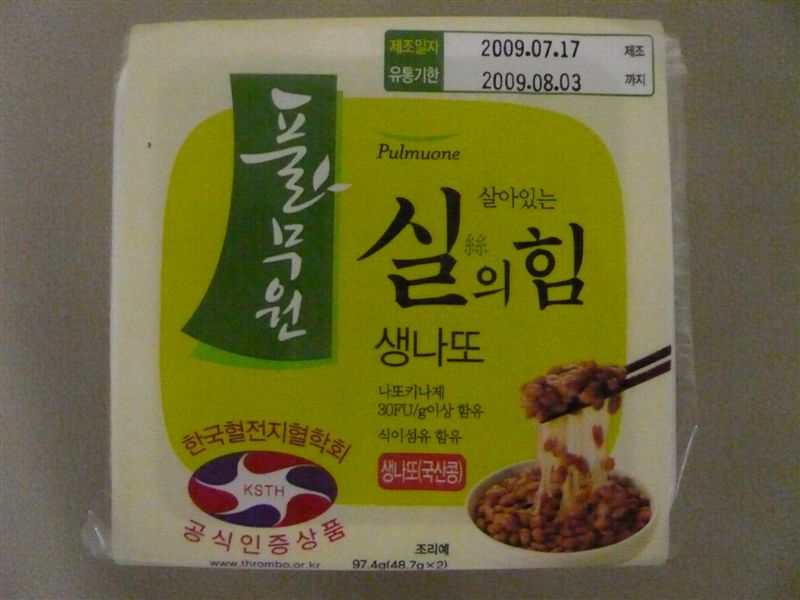 제조일자 2009.07.17 제조
유통기한 2009.08.03 까지
풀무원
Pulmuone
살아있는
실絲의힘
생나또
나또키나제
30FU/g이상 함유
식이섬유 함유
생나또(국산콩)
한국혈전지혈학회
KSTH
공식인증상품
www.thrombo.or.kr
조리예
97.4g(48.7g×2)